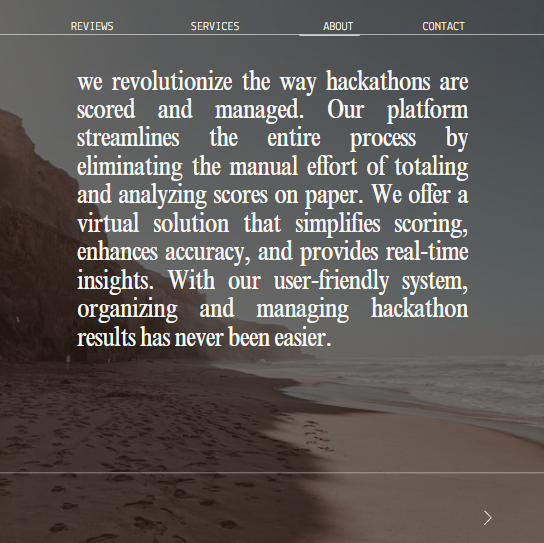 REVIEWS SERVICES ABOUT CONTACT
we revolutionize the way hackathons are
scored and managed. Our platform
streamlines the entire process by
eliminating the manual effort of totaling
and analyzing scores on paper. We offer a
virtual solution that simplifies scoring,
enhances accuracy, and provides real-time
insights. With our user-friendly system,
organizing and managing hackathon
results has never been easier.